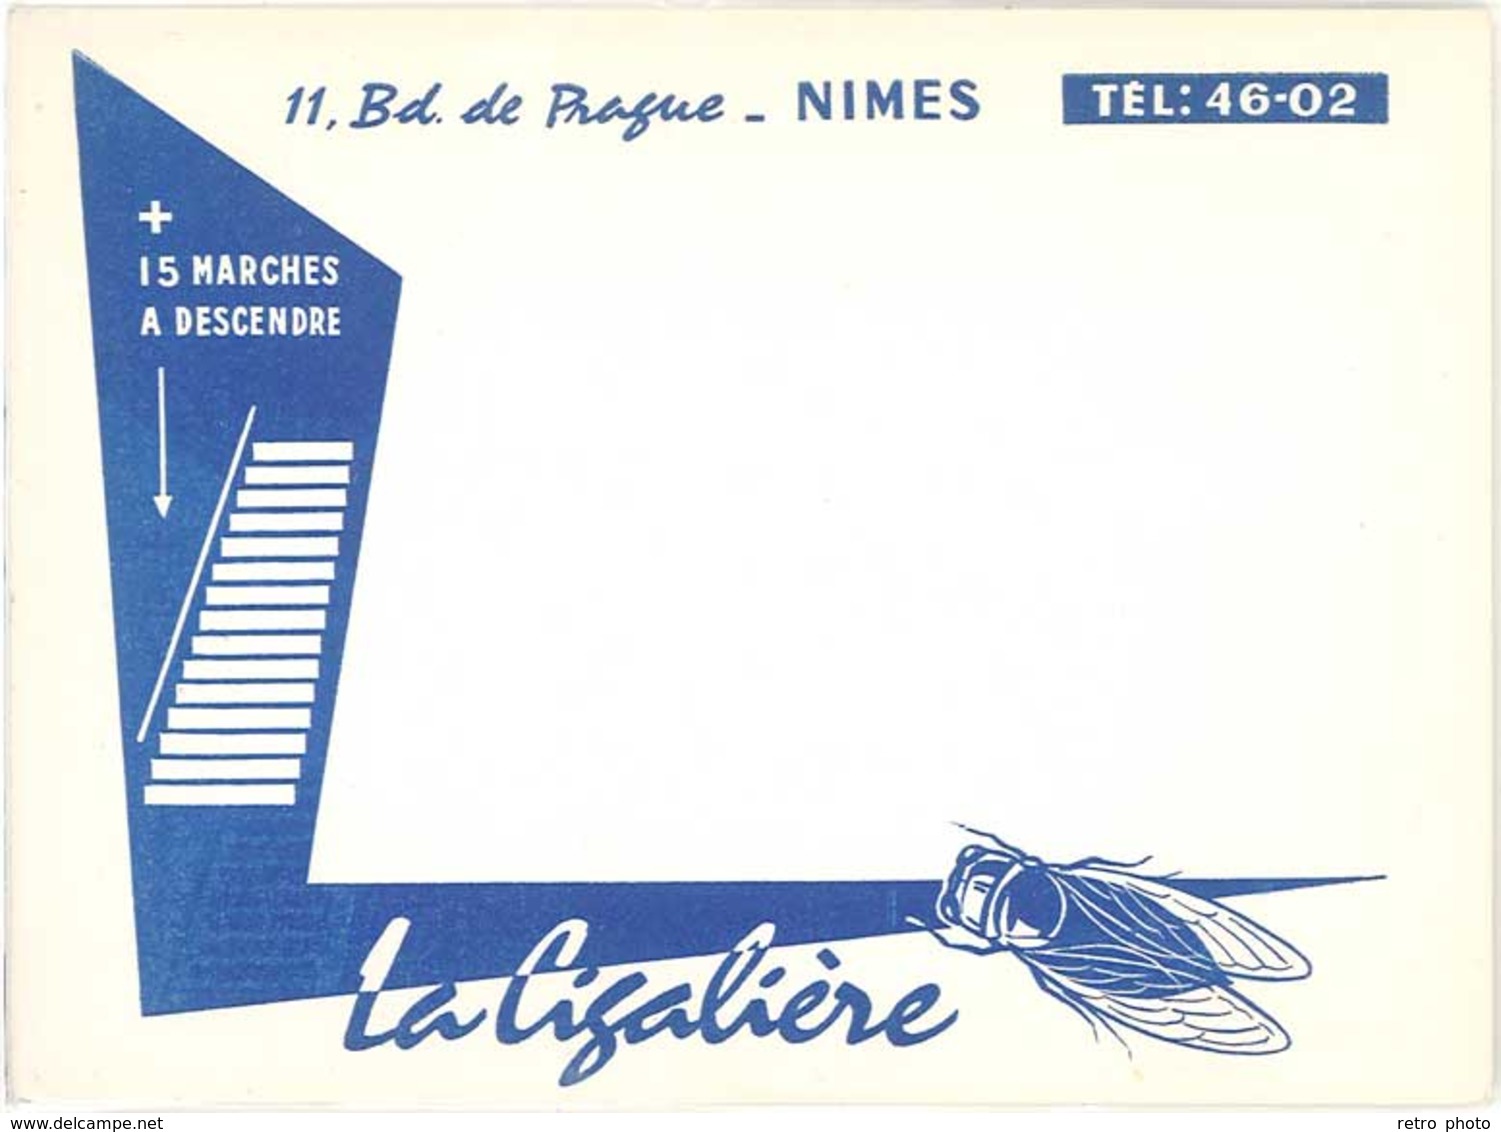 11, Bd. de Prague - NIMES
TÉL: 46-02
+
15 MARCHES
A DESCENDRE
La Cigalière
www.delcampe.net
retro photo